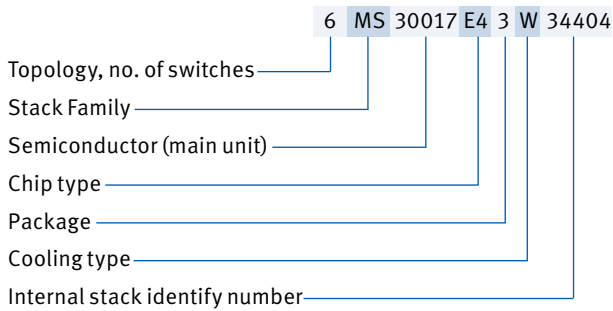 6 MS 30017 E4 3 W 34404
Topology, no. of switches
Stack Family
Semiconductor (main unit)
Chip type
Package
Cooling type
Internal stack identify number